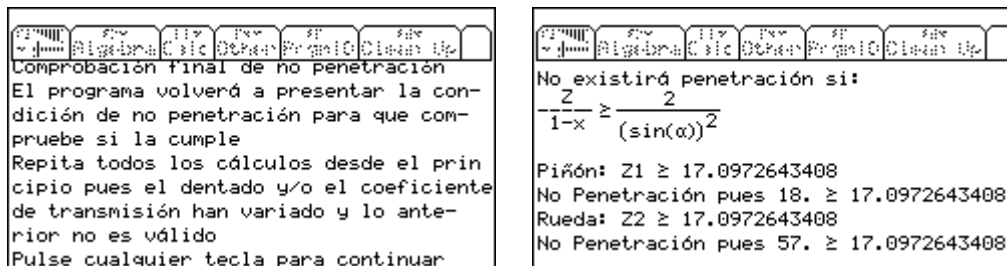 Algebra Calc Other PrgmIO Clean Up
Comprobación final de no penetración
El programa volverá a presentar la con-
dición de no penetración para que com-
pruebe si la cumple
Repita todos los cálculos desde el prin
cipio pues el dentado y/o el coeficiente
de transmisión han variado y lo ante-
rior no es válido
Pulse cualquier tecla para continuar
Algebra Calc Other PrgmIO Clean Up
No existirá penetración si:
Z/(1-x) ≥ 2/(sin(α))²
Piñón: Z1 ≥ 17.0972643408
No Penetración pues 18. ≥ 17.0972643408
Rueda: Z2 ≥ 17.0972643408
No Penetración pues 57. ≥ 17.0972643408